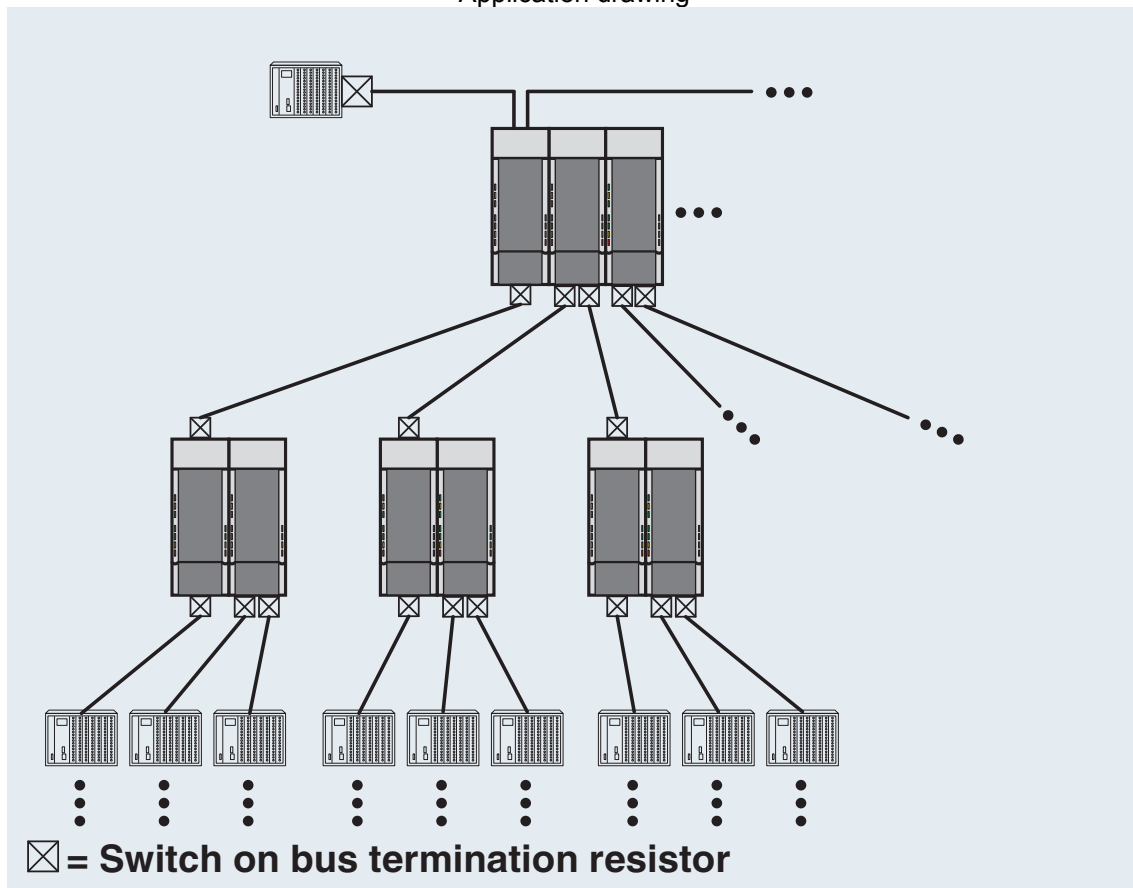 Application drawing
= Switch on bus termination resistor